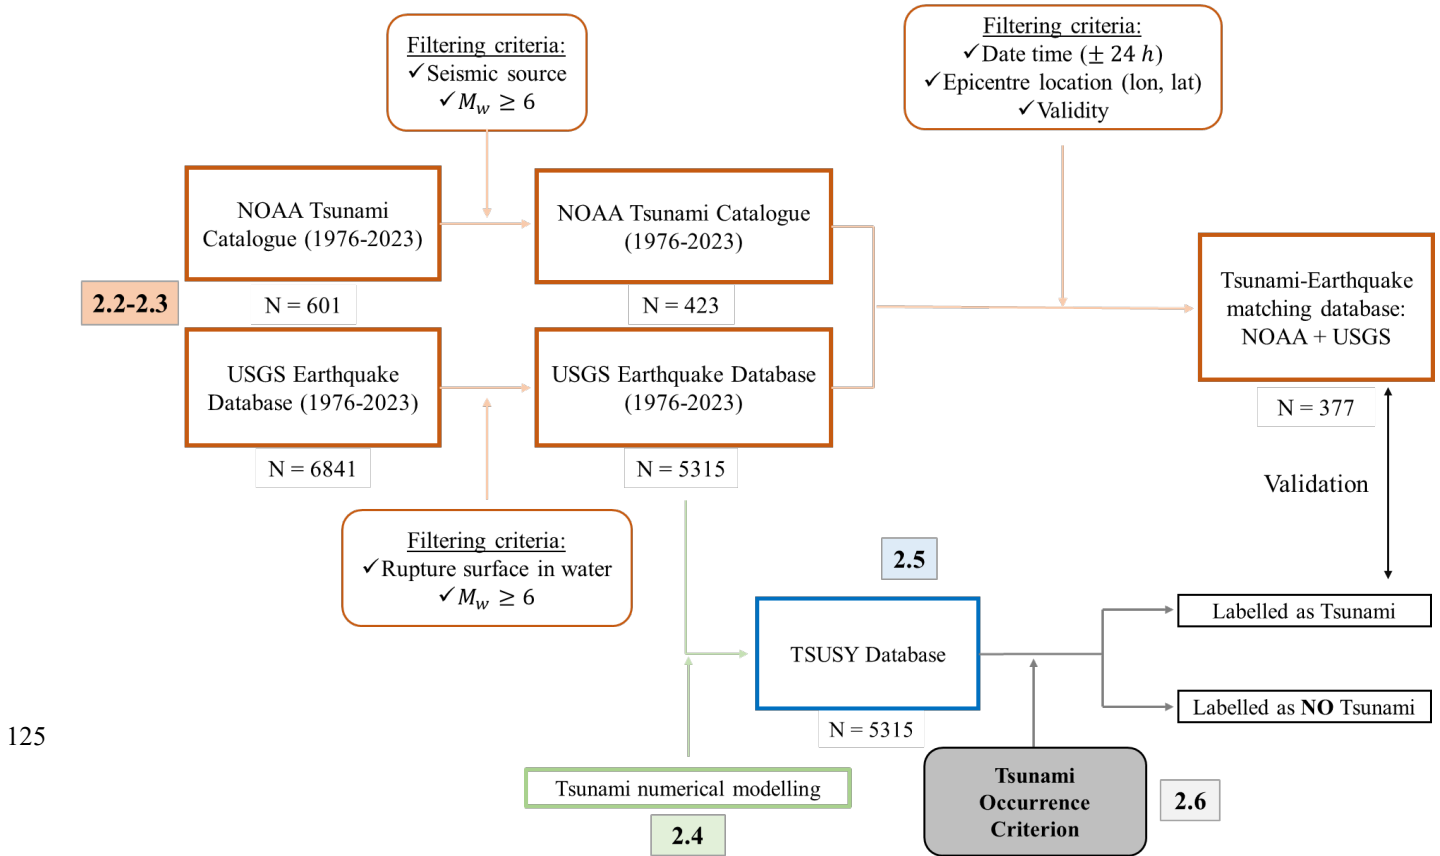 Filtering criteria:
✓Seismic source
✓M_w ≥ 6
Filtering criteria:
✓Date time (± 24 h)
✓Epicentre location (lon, lat)
✓Validity
NOAA Tsunami
Catalogue (1976-2023)
NOAA Tsunami Catalogue
(1976-2023)
Tsunami-Earthquake
matching database:
NOAA + USGS
2.2-2.3
N = 601
N = 423
USGS Earthquake
Database (1976-2023)
USGS Earthquake Database
(1976-2023)
N = 377
N = 6841
N = 5315
Validation
Filtering criteria:
✓Rupture surface in water
✓M_w ≥ 6
2.5
Labelled as Tsunami
TSUSY Database
Labelled as NO Tsunami
N = 5315
125
Tsunami numerical modelling
2.4
Tsunami
Occurrence
Criterion
2.6